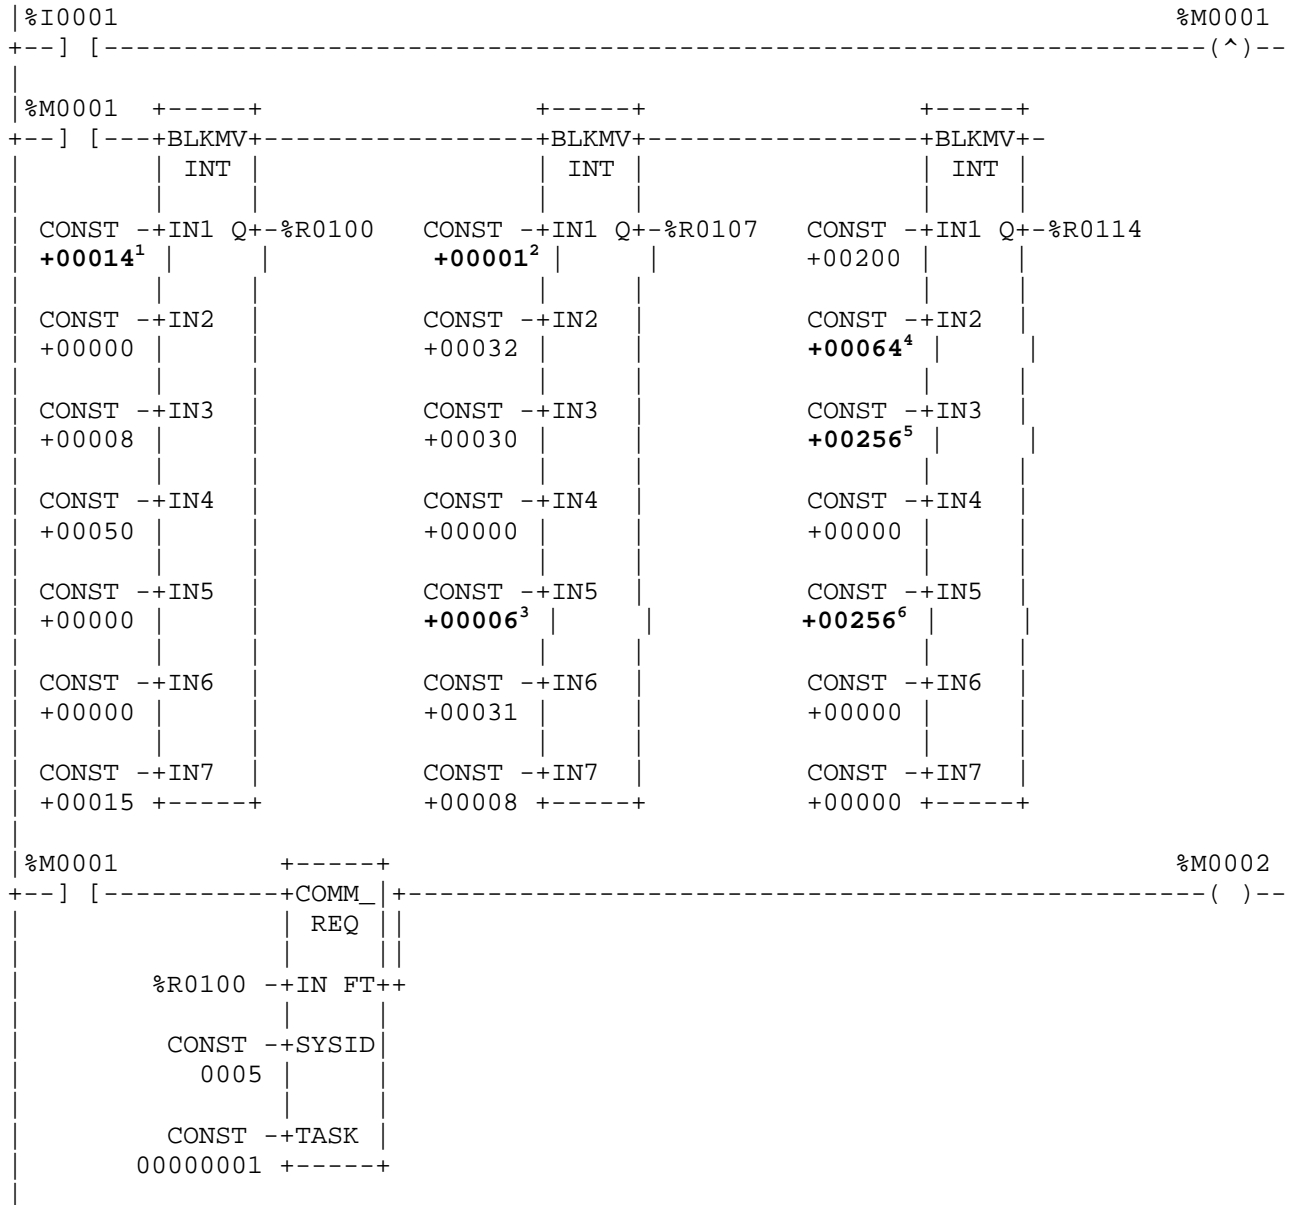 |%I0001                                                                  %M0001
+--] [----------------------------------------------------------------------(^)--
|
|%M0001  +-----+                 +-----+                 +-----+
+--] [---+BLKMV+-----------------+BLKMV+-----------------+BLKMV+-
|        | INT |                 | INT |                 | INT |
|        |     |                 |     |                 |     |
| CONST -+IN1 Q+-%R0100  CONST -+IN1 Q+-%R0107  CONST -+IN1 Q+-%R0114
| +00014¹ |     |         +00001² |     |         +00200 |     |
|        |     |                 |     |                 |     |
| CONST -+IN2  |         CONST -+IN2  |         CONST -+IN2  |
| +00000 |     |         +00032 |     |         +00064⁴ |     |
|        |     |                 |     |                 |     |
| CONST -+IN3  |         CONST -+IN3  |         CONST -+IN3  |
| +00008 |     |         +00030 |     |         +00256⁵ |     |
|        |     |                 |     |                 |     |
| CONST -+IN4  |         CONST -+IN4  |         CONST -+IN4  |
| +00050 |     |         +00000 |     |         +00000 |     |
|        |     |                 |     |                 |     |
| CONST -+IN5  |         CONST -+IN5  |         CONST -+IN5  |
| +00000 |     |         +00006³ |     |         +00256⁶ |     |
|        |     |                 |     |                 |     |
| CONST -+IN6  |         CONST -+IN6  |         CONST -+IN6  |
| +00000 |     |         +00031 |     |         +00000 |     |
|        |     |                 |     |                 |     |
| CONST -+IN7  |         CONST -+IN7  |         CONST -+IN7  |
| +00015 +-----+         +00008 +-----+         +00000 +-----+
|
|%M0001          +-----+                                                 %M0002
+--] [-----------+COMM_|+---------------------------------------------------( )--
|                | REQ ||
|                |     ||
|        %R0100 -+IN FT++
|                |     |
|         CONST -+SYSID|
|           0005 |     |
|                |     |
|         CONST -+TASK |
|       00000001 +-----+
|